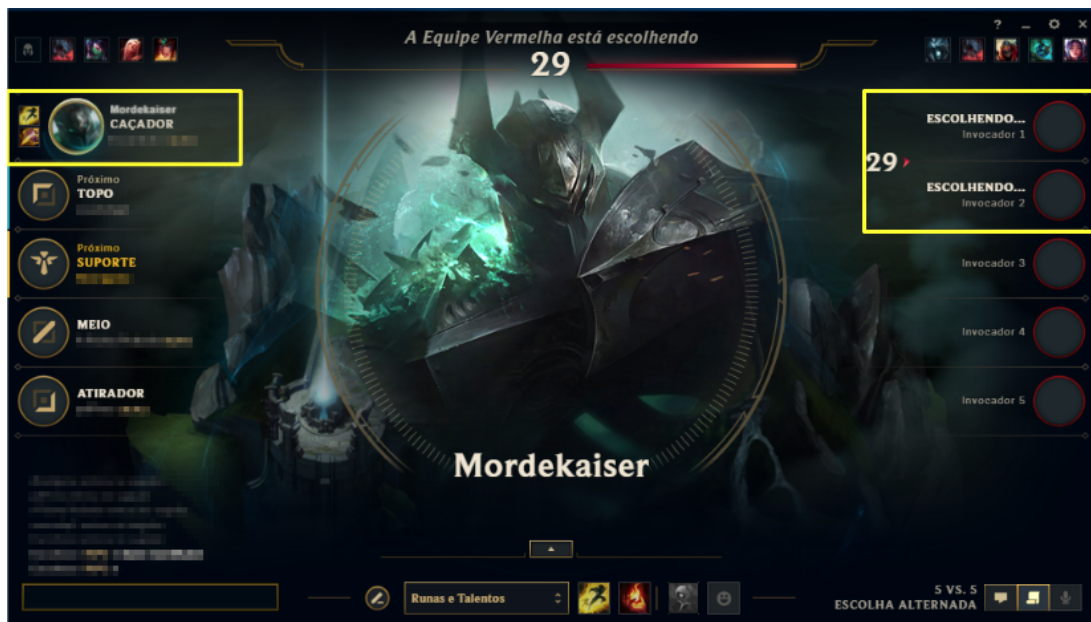 A Equipe Vermelha está escolhendo
29
Mordekaiser
CAÇADOR
Próximo
TOPO
Próximo
SUPORTE
MEIO
ATIRADOR
ESCOLHENDO...
Invocador 1
29
ESCOLHENDO...
Invocador 2
Invocador 3
Invocador 4
Invocador 5
Mordekaiser
Runas e Talentos
5 VS. 5
ESCOLHA ALTERNADA
?